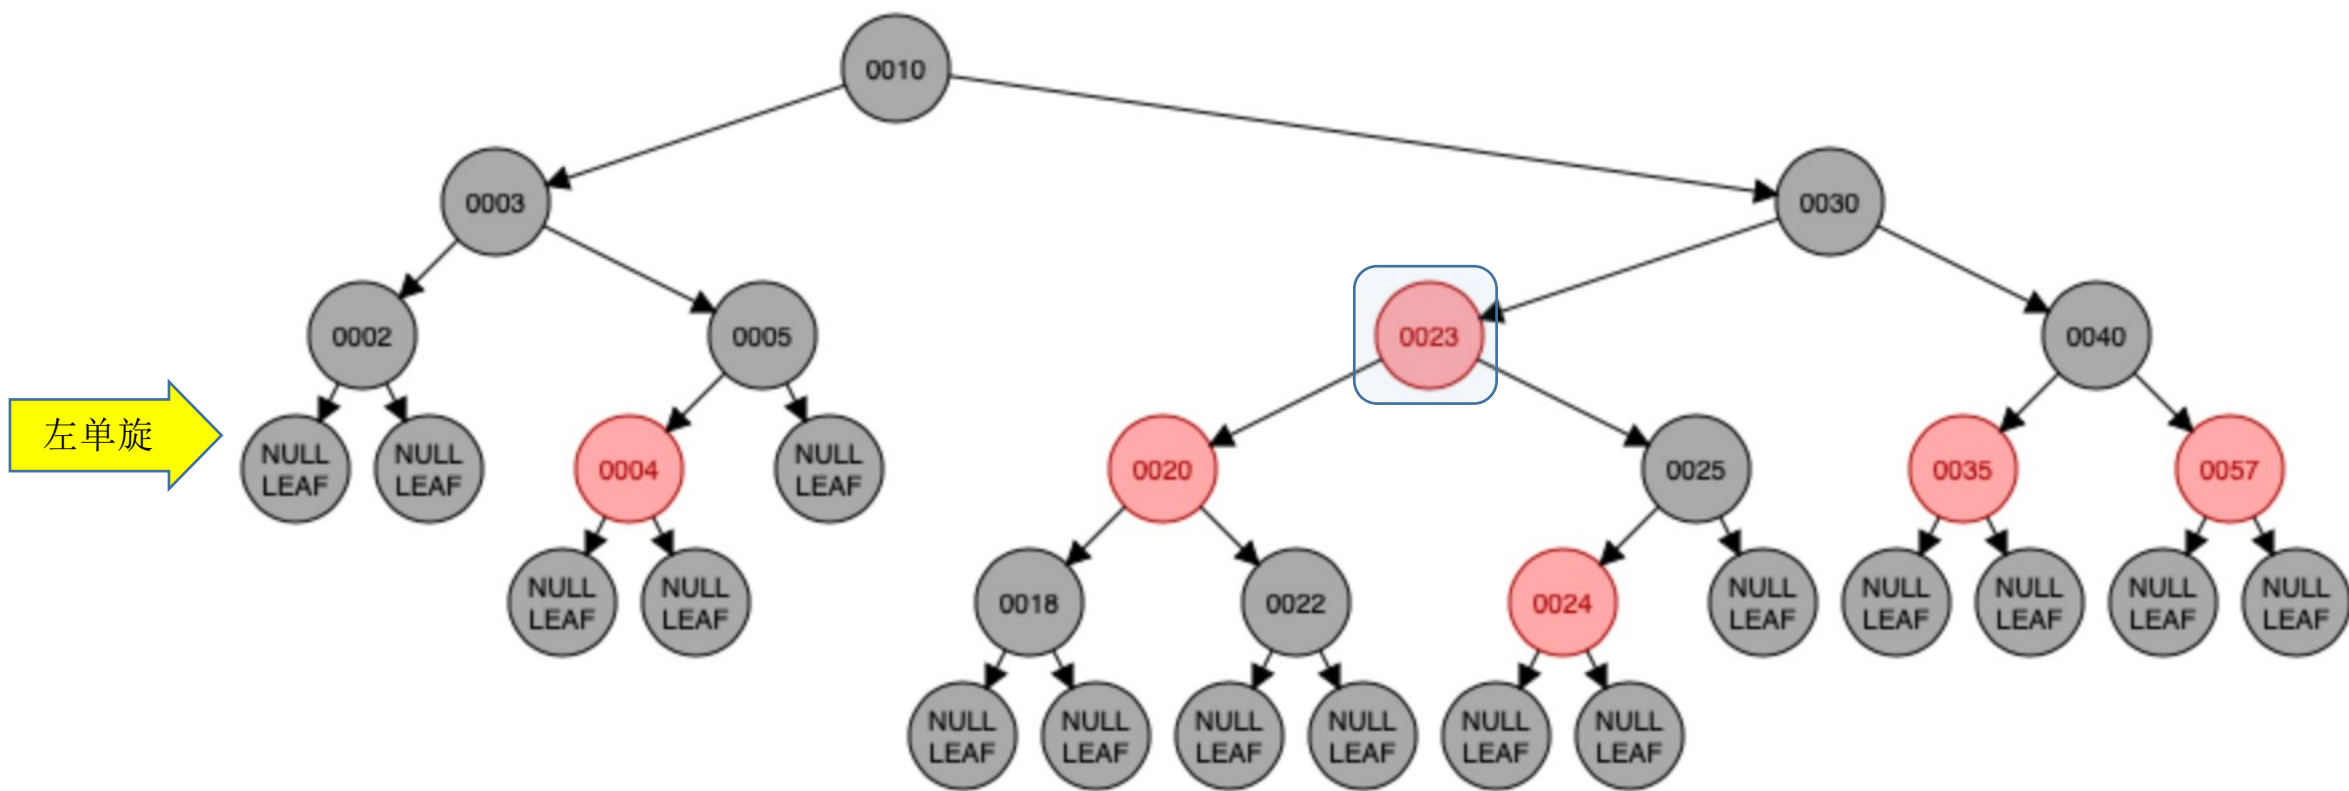 0010
0003
0030
0002
0005
0023
0040
左单旋
NULL
LEAF
NULL
LEAF
0004
NULL
LEAF
0020
0025
0035
0057
NULL
LEAF
NULL
LEAF
0018
0022
0024
NULL
LEAF
NULL
LEAF
NULL
LEAF
NULL
LEAF
NULL
LEAF
NULL
LEAF
NULL
LEAF
NULL
LEAF
NULL
LEAF
NULL
LEAF
NULL
LEAF